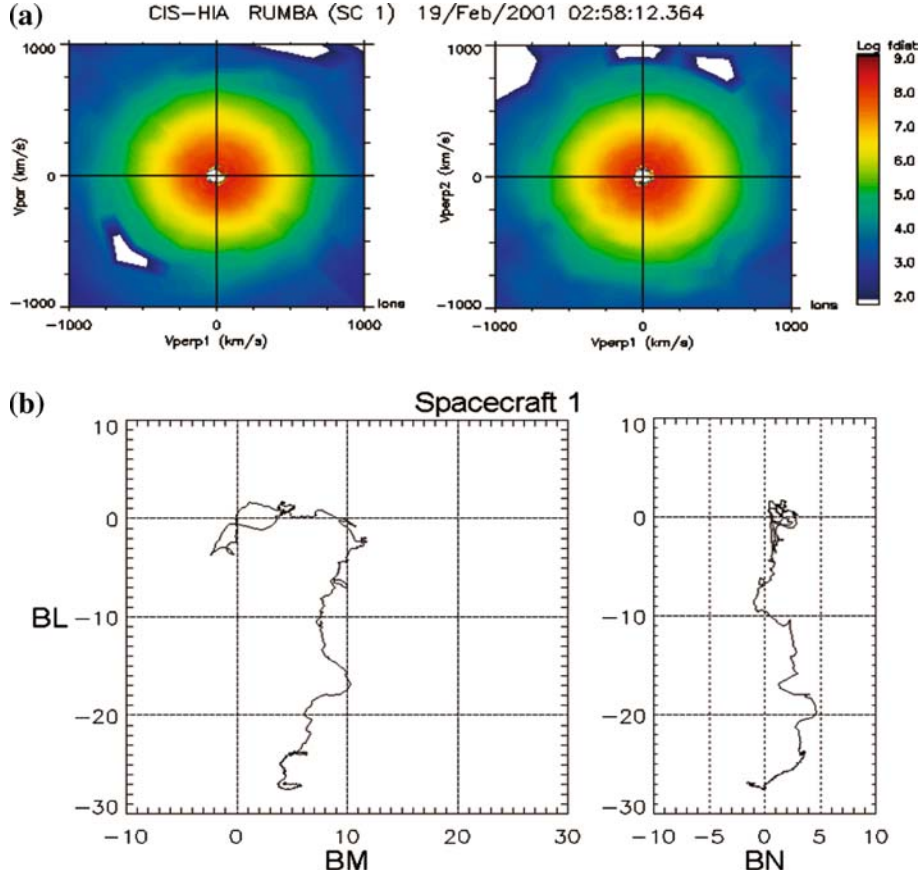 (a) CIS-HIA RUMBA (SC 1) 19/Feb/2001 02:58:12.364
Vpar (km/s)
1000
0
-1000
-1000 0 1000
Ions
Vperp1 (km/s)
Vperp2 (km/s)
1000
0
-1000
-1000 0 1000
Ions
Vperp1 (km/s)
Log fdist
9.0
8.0
7.0
6.0
5.0
4.0
3.0
2.0
(b) Spacecraft 1
BL
10
0
-10
-20
-30
-10 0 10 20 30
BM
10
0
-10
-20
-30
-10 -5 0 5 10
BN